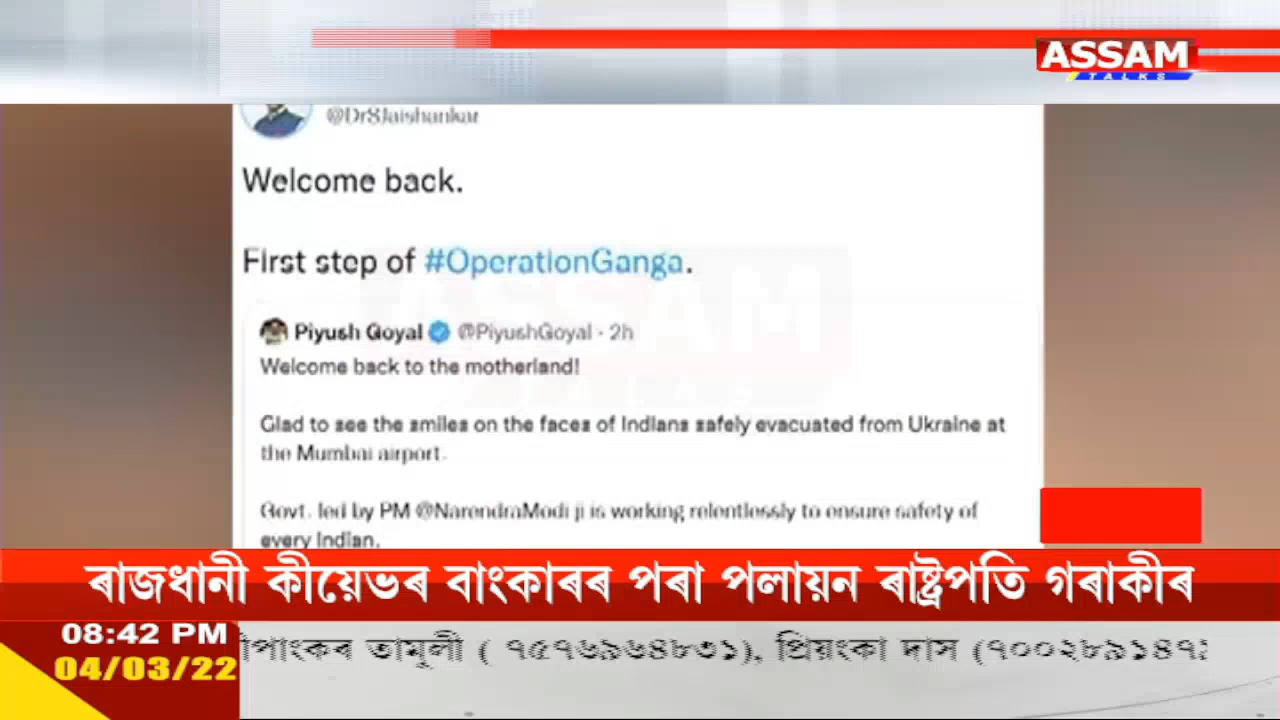 ASSAM
TALKS
@DrSJaishankar
Welcome back.
First step of #OperationGanga.
Piyush Goyal @PiyushGoyal · 2h
Welcome back to the motherland!
Glad to see the smiles on the faces of Indians safely evacuated from Ukraine at
the Mumbai airport.
Govt. led by PM @NarendraModi ji is working relentlessly to ensure safety of
every Indian.
ৰাজধানী কীয়েভৰ বাংকাৰৰ পৰা পলায়ন ৰাষ্ট্ৰপতি গৰাকীৰ
08:42 PM
04/03/22
তামূলী ( ৭৫৭৬৯৬৪৮৩১), প্ৰিয়ংকা দাস (৭০০২৮৯১৪৭